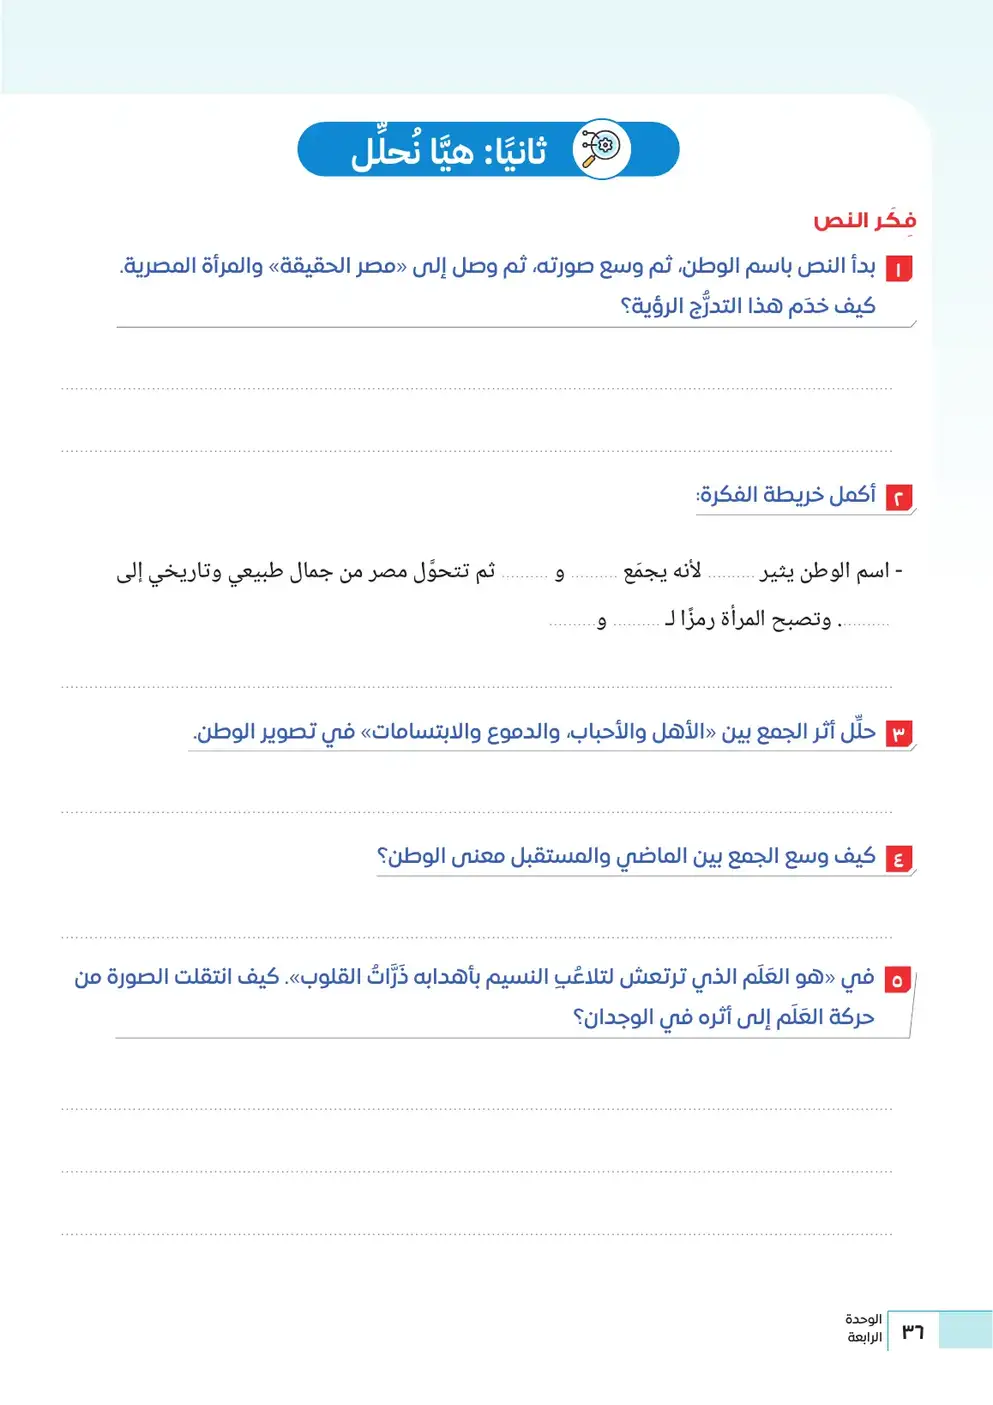 ثانيًا: هيَّا نُحلِّل
فِكَر النص
١ بدأ النص باسم الوطن، ثم وسع صورته، ثم وصل إلى «مصر الحقيقة» والمرأة المصرية.
كيف خدَم هذا التدرُّج الرؤية؟
٢ أكمل خريطة الفكرة:
- اسم الوطن يثير .......... لأنه يجمَع .......... و .......... ثم تتحوَّل مصر من جمال طبيعي وتاريخي إلى
.......... . وتصبح المرأة رمزًا لـ .......... و..........
٣ حلِّل أثر الجمع بين «الأهل والأحباب، والدموع والابتسامات» في تصوير الوطن.
٤ كيف وسع الجمع بين الماضي والمستقبل معنى الوطن؟
٥ في «هو العَلَم الذي ترتعش لتلاعُبِ النسيم بأهدابه ذَرَّاتُ القلوب». كيف انتقلت الصورة من
حركة العَلَم إلى أثره في الوجدان؟
الوحدة
الرابعة
٣٦